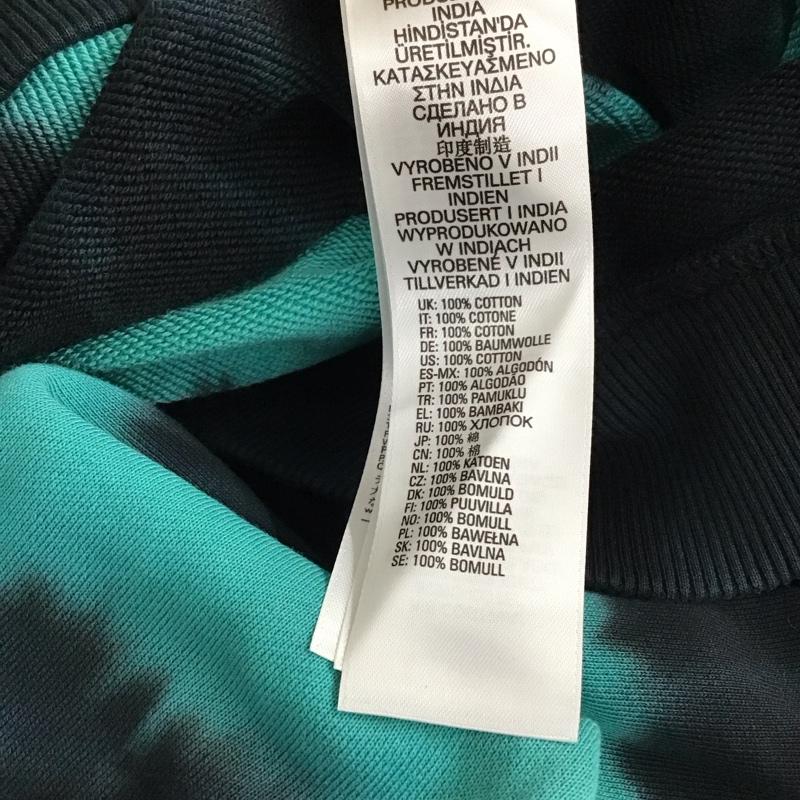 INDIA
HİNDİSTAN'DA
ÜRETİLMİŞTİR.
ΚΑΤΑΣΚΕΥΑΣΜΕΝΟ
ΣΤΗΝ ΙΝΔΙΑ
СДЕЛАНО В
ИНДИЯ
印度制造
VYROBENO V INDII
FREMSTILLET I
INDIEN
PRODUSERT I INDIA
WYPRODUKOWANO
W INDIACH
VYROBENÉ V INDII
TILLVERKAD I INDIEN
UK: 100% COTTON
IT: 100% COTONE
FR: 100% COTON
DE: 100% BAUMWOLLE
US: 100% COTTON
ES-MX: 100% ALGODÓN
PT: 100% ALGODÃO
TR: 100% PAMUKLU
EL: 100% ΒΑΜΒΑΚΙ
RU: 100% ХЛОПОК
JP: 100% 綿
CN: 100% 棉
NL: 100% KATOEN
CZ: 100% BAVLNA
DK: 100% BOMULD
FI: 100% PUUVILLA
NO: 100% BOMULL
PL: 100% BAWEŁNA
SK: 100% BAVLNA
SE: 100% BOMULL